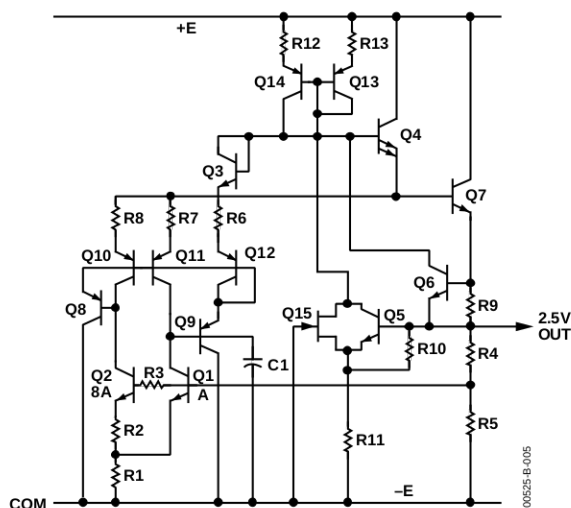 +E
R12
R13
Q14
Q13
Q4
Q3
Q7
R8
R7
R6
Q10
Q11
Q12
Q6
Q8
R9
Q9
Q15
Q5
2.5V
OUT
C1
R10
R4
Q2
8A
R3
Q1
A
R2
R11
R5
R1
COM
–E
00525-B-005